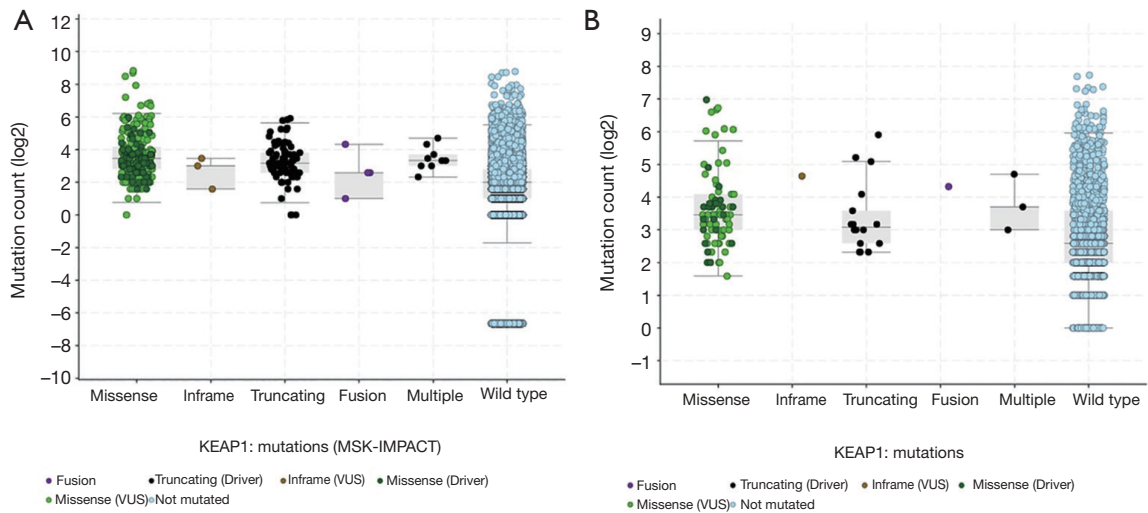 A
12
10
8
6
4
2
0
−2
−4
−6
−8
−10
Mutation count (log2)
Missense Inframe Truncating Fusion Multiple Wild type
KEAP1: mutations (MSK-IMPACT)
Fusion Truncating (Driver) Inframe (VUS) Missense (Driver)
Missense (VUS) Not mutated
B
9
8
7
6
5
4
3
2
1
0
−1
Mutation count (log2)
Missense Inframe Truncating Fusion Multiple Wild type
KEAP1: mutations
Fusion Truncating (Driver) Inframe (VUS) Missense (Driver)
Missense (VUS) Not mutated